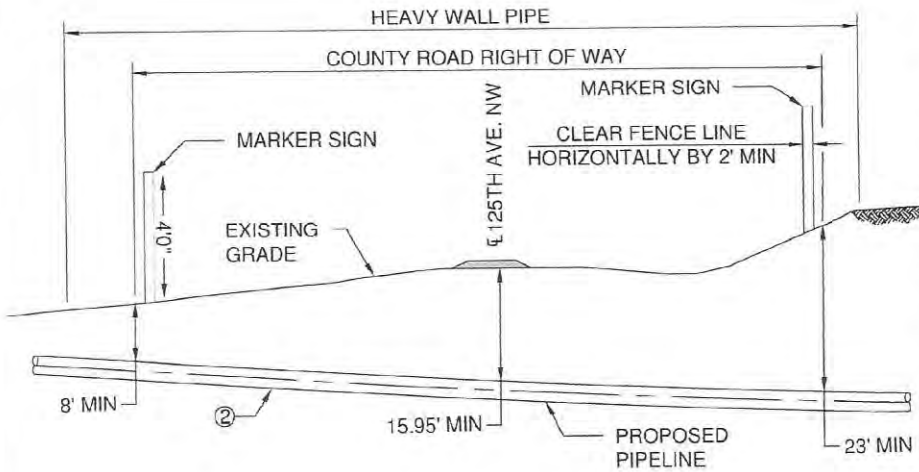 HEAVY WALL PIPE
COUNTY ROAD RIGHT OF WAY
MARKER SIGN
MARKER SIGN
CLEAR FENCE LINE
HORIZONTALLY BY 2' MIN
℄ 125TH AVE. NW
4'0"
EXISTING
GRADE
8' MIN
②
15.95' MIN
PROPOSED
PIPELINE
23' MIN